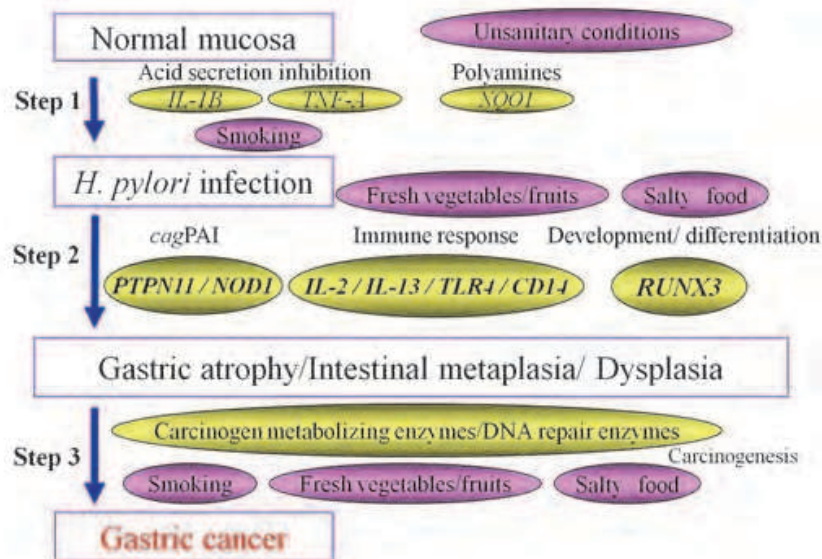 Normal mucosa
Unsanitary conditions
Acid secretion inhibition
Polyamines
Step 1
IL-1B
TNF-A
NQO1
Smoking
H. pylori infection
Fresh vegetables/fruits
Salty food
cagPAI
Immune response
Development/ differentiation
Step 2
PTPN11 / NOD1
IL-2 / IL-13 / TLR4 / CD14
RUNX3
Gastric atrophy/Intestinal metaplasia/ Dysplasia
Carcinogen metabolizing enzymes/DNA repair enzymes
Carcinogenesis
Step 3
Smoking
Fresh vegetables/fruits
Salty food
Gastric cancer